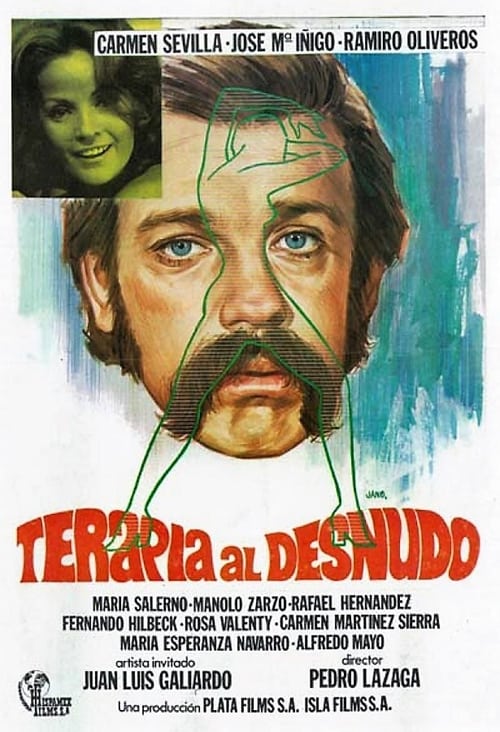 CARMEN SEVILLA · JOSE Mª IÑIGO · RAMIRO OLIVEROS
JANO.
TERAPIA AL DESNUDO
MARIA SALERNO · MANOLO ZARZO · RAFAEL HERNANDEZ
FERNANDO HILBECK · ROSA VALENTY · CARMEN MARTINEZ SIERRA
MARIA ESPERANZA NAVARRO · ALFREDO MAYO
artista invitado
JUAN LUIS GALIARDO
director
PEDRO LAZAGA
HISPAMEX
FILMS, S.A.
Una producción PLATA FILMS S.A. ISLA FILMS S.A.